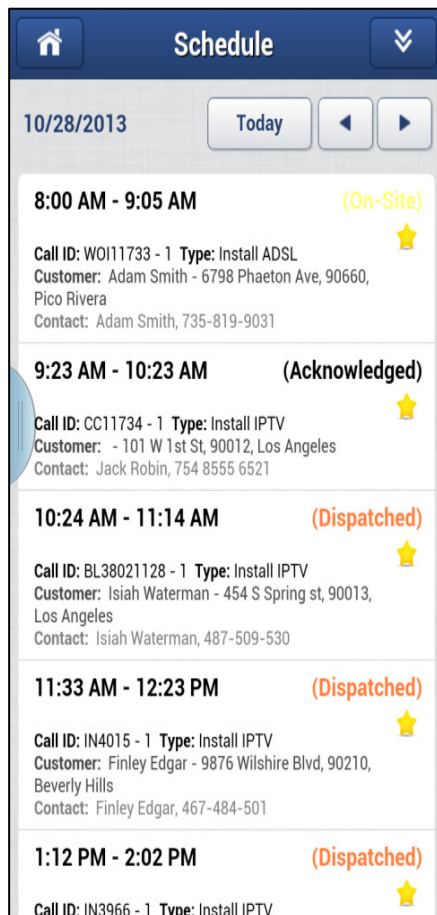 Schedule
10/28/2013
Today
8:00 AM - 9:05 AM (On-Site)
Call ID: WOI11733 - 1 Type: Install ADSL
Customer: Adam Smith - 6798 Phaeton Ave, 90660,
Pico Rivera
Contact: Adam Smith, 735-819-9031
9:23 AM - 10:23 AM (Acknowledged)
Call ID: CC11734 - 1 Type: Install IPTV
Customer: - 101 W 1st St, 90012, Los Angeles
Contact: Jack Robin, 754 8555 6521
10:24 AM - 11:14 AM (Dispatched)
Call ID: BL38021128 - 1 Type: Install IPTV
Customer: Isiah Waterman - 454 S Spring st, 90013,
Los Angeles
Contact: Isiah Waterman, 487-509-530
11:33 AM - 12:23 PM (Dispatched)
Call ID: IN4015 - 1 Type: Install IPTV
Customer: Finley Edgar - 9876 Wilshire Blvd, 90210,
Beverly Hills
Contact: Finley Edgar, 467-484-501
1:12 PM - 2:02 PM (Dispatched)
Call ID: IN3966 - 1 Type: Install IPTV